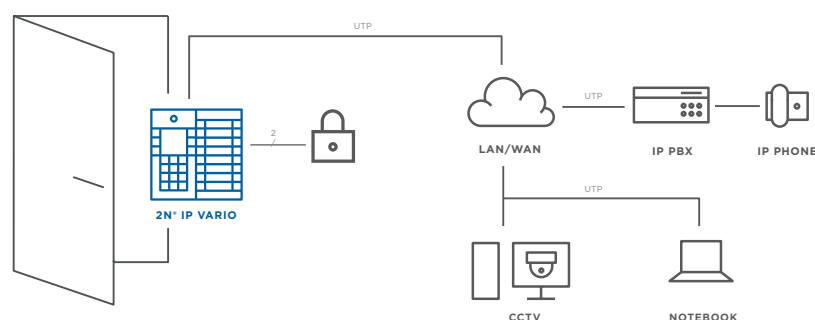 UTP
2
UTP
LAN/WAN
IP PBX
IP PHONE
2N® IP VARIO
UTP
CCTV
NOTEBOOK